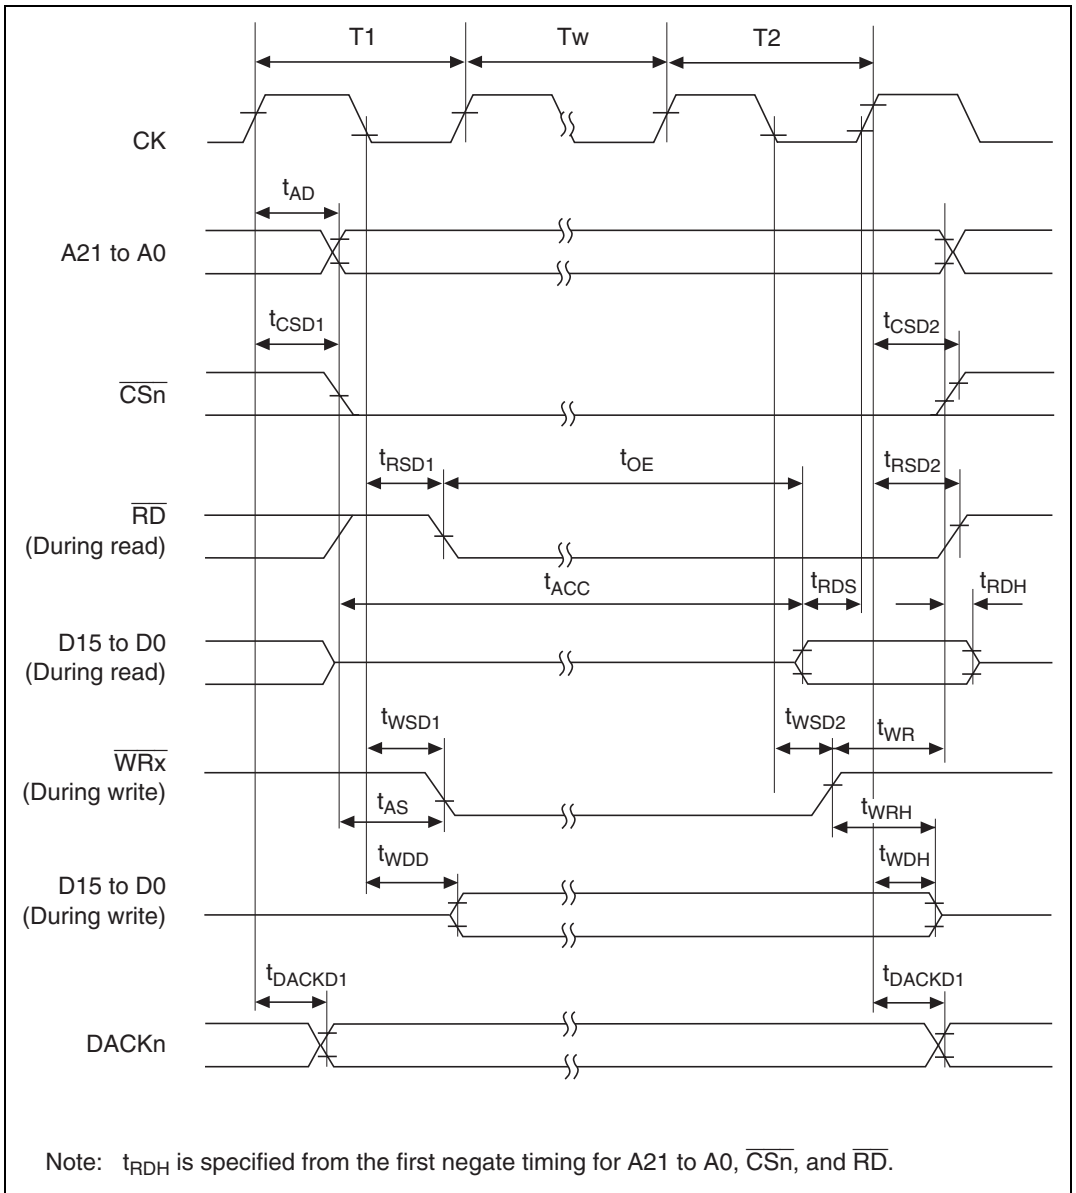 T1 Tw T2
CK
tAD
A21 to A0
tCSD1 tCSD2
CSn
tRSD1 tOE tRSD2
RD
(During read)
tACC tRDS tRDH
D15 to D0
(During read)
tWSD1 tWSD2 tWR
WRx
(During write)
tAS tWRH
tWDD tWDH
D15 to D0
(During write)
tDACKD1 tDACKD1
DACKn
Note: tRDH is specified from the first negate timing for A21 to A0, CSn, and RD.